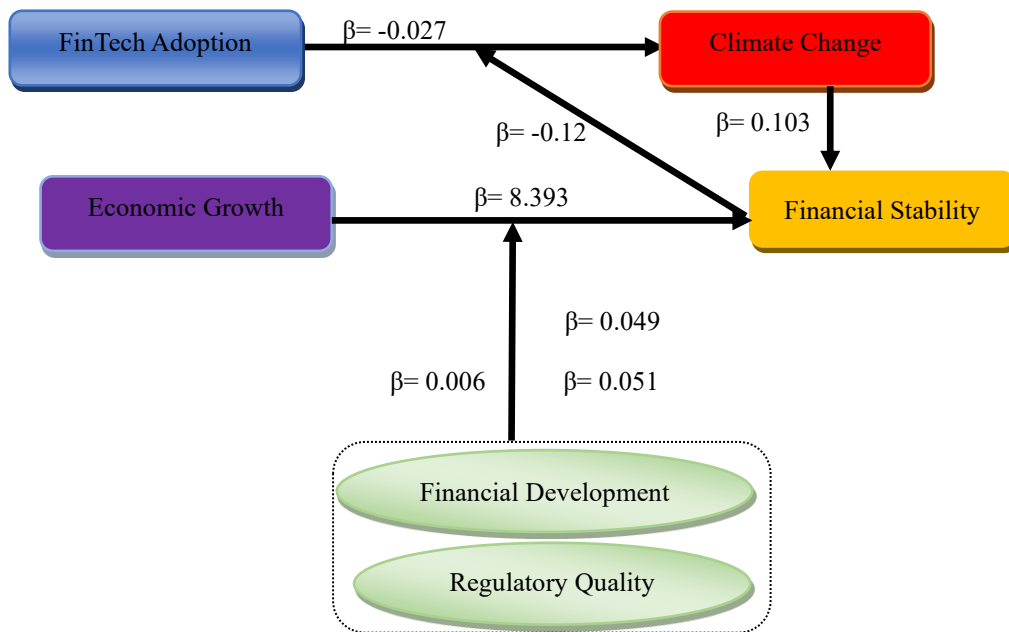 FinTech Adoption
β= -0.027
Climate Change
β= -0.12
β= 0.103
Economic Growth
β= 8.393
Financial Stability
β= 0.049
β= 0.006
β= 0.051
Financial Development
Regulatory Quality